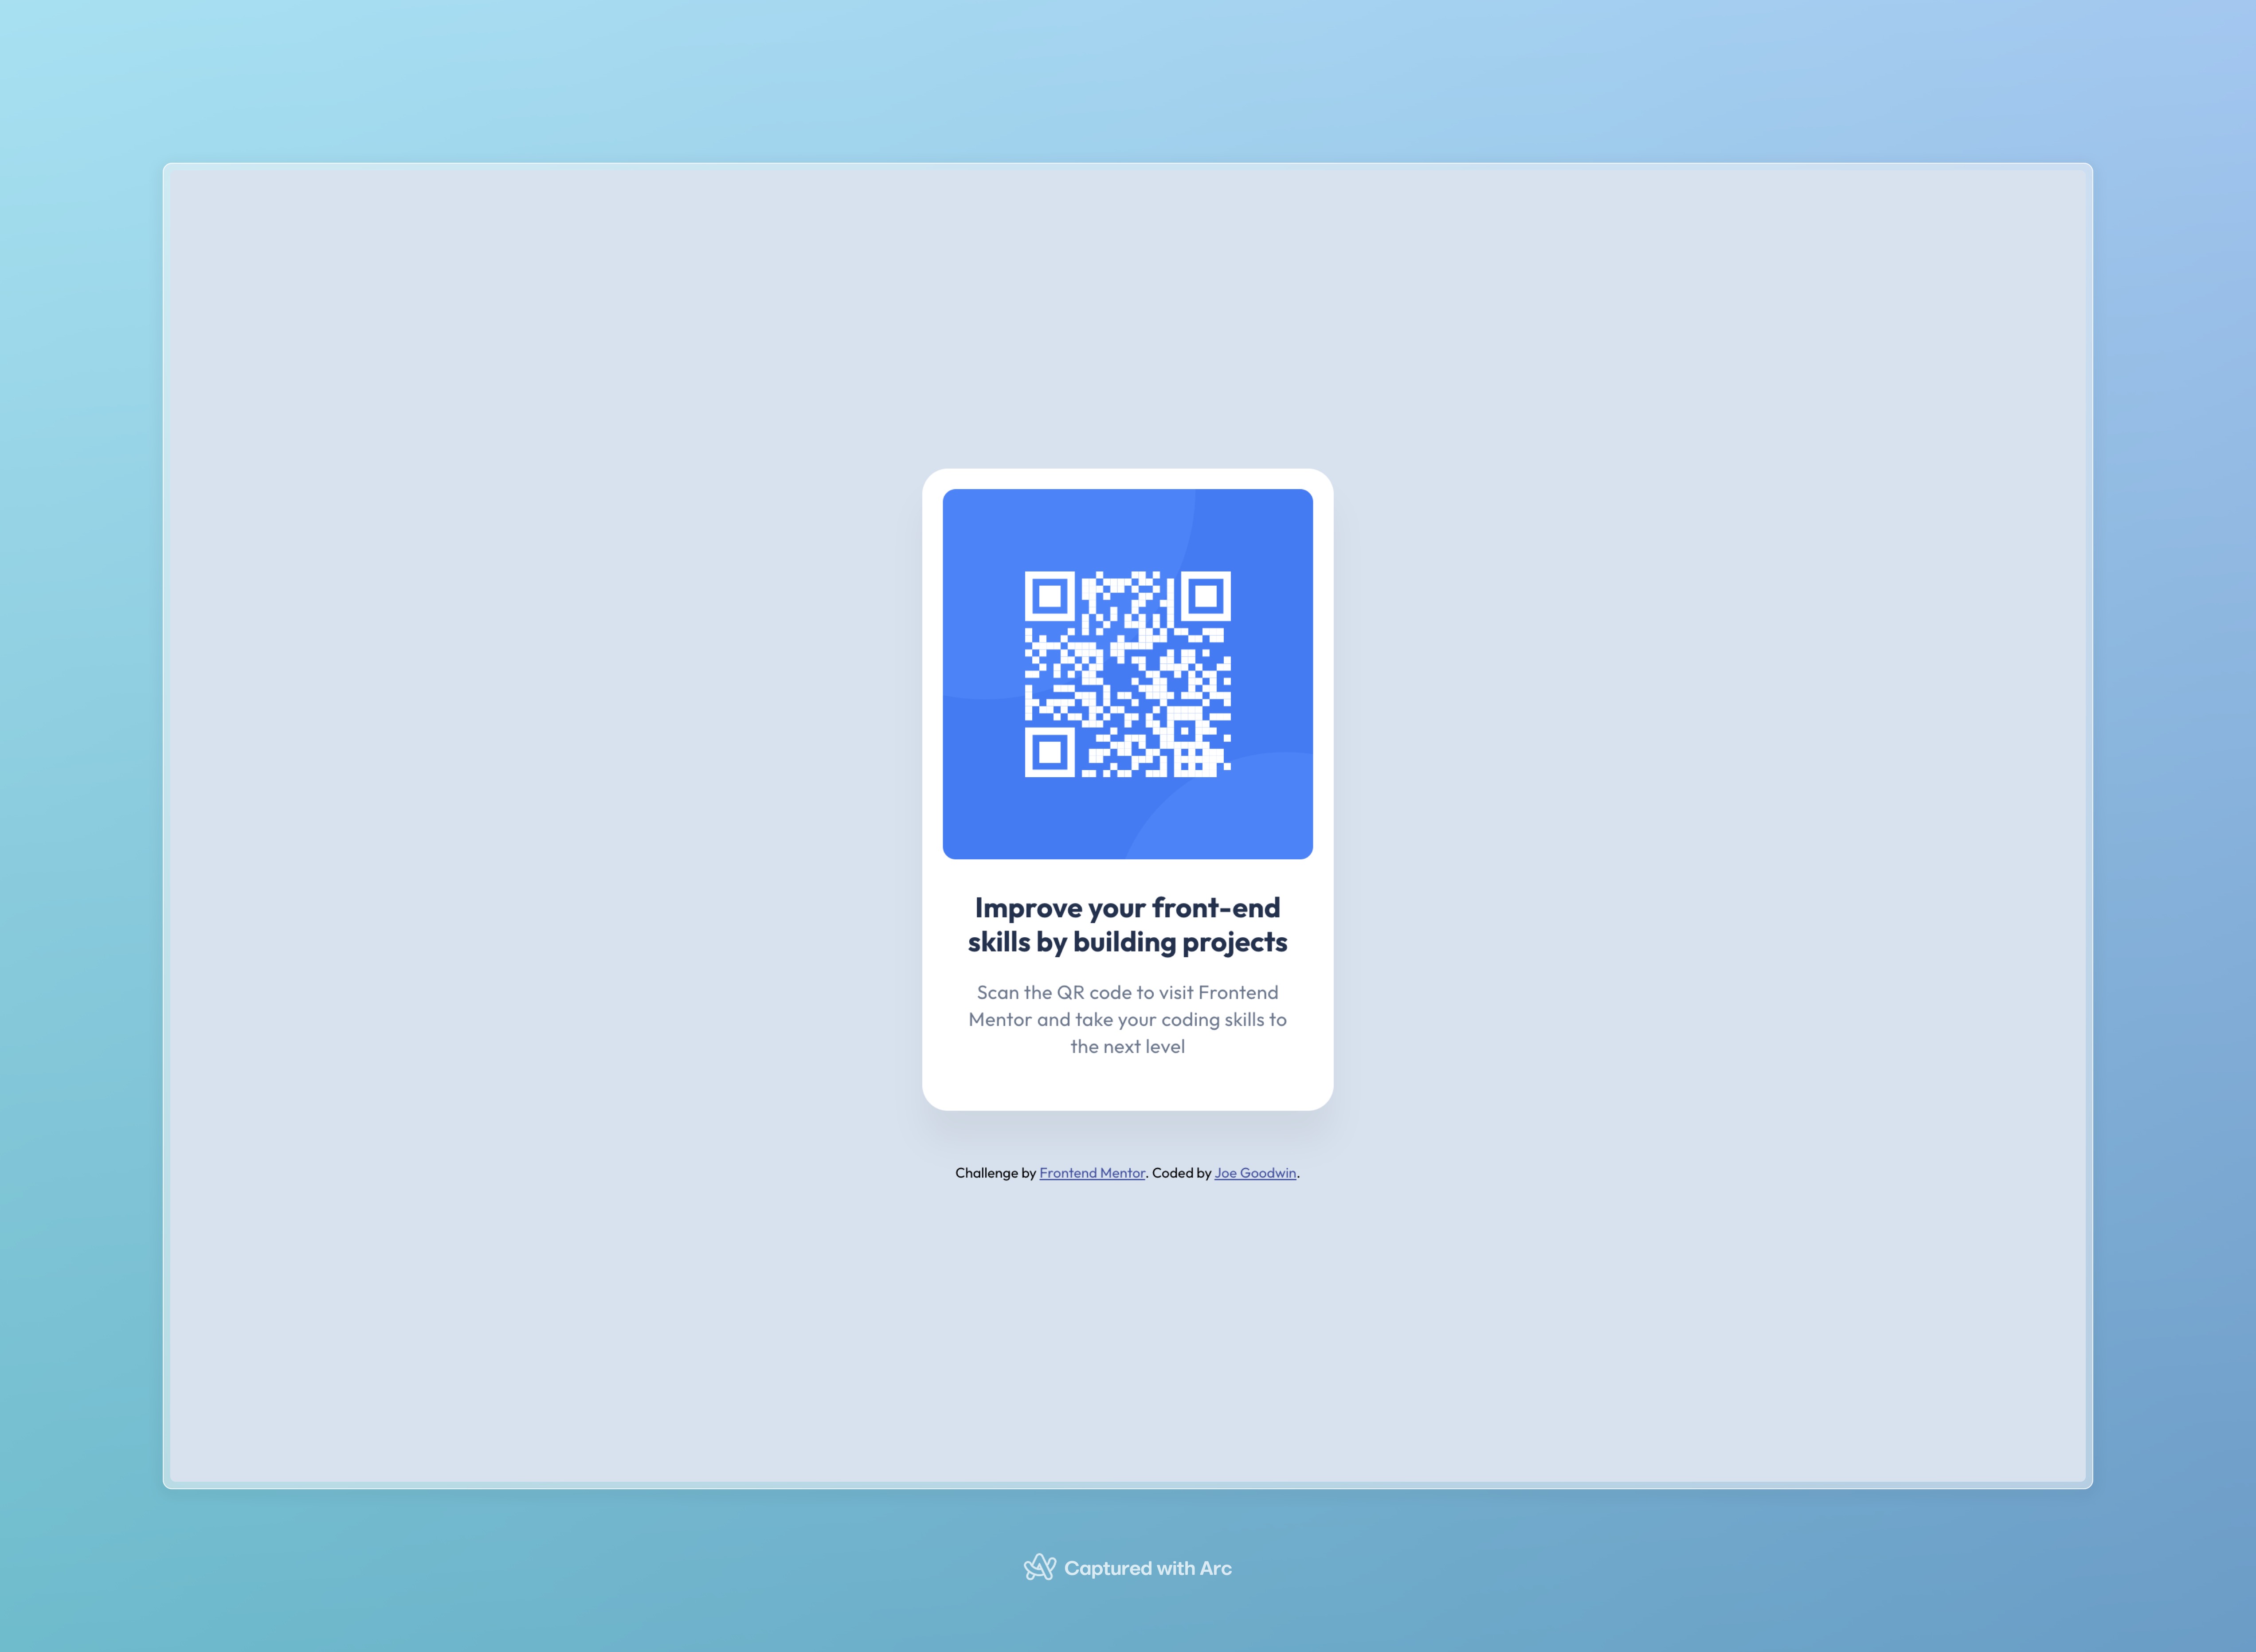 Improve your front-end
skills by building projects
Scan the QR code to visit Frontend
Mentor and take your coding skills to
the next level
Challenge by Frontend Mentor. Coded by Joe Goodwin.
Captured with Arc